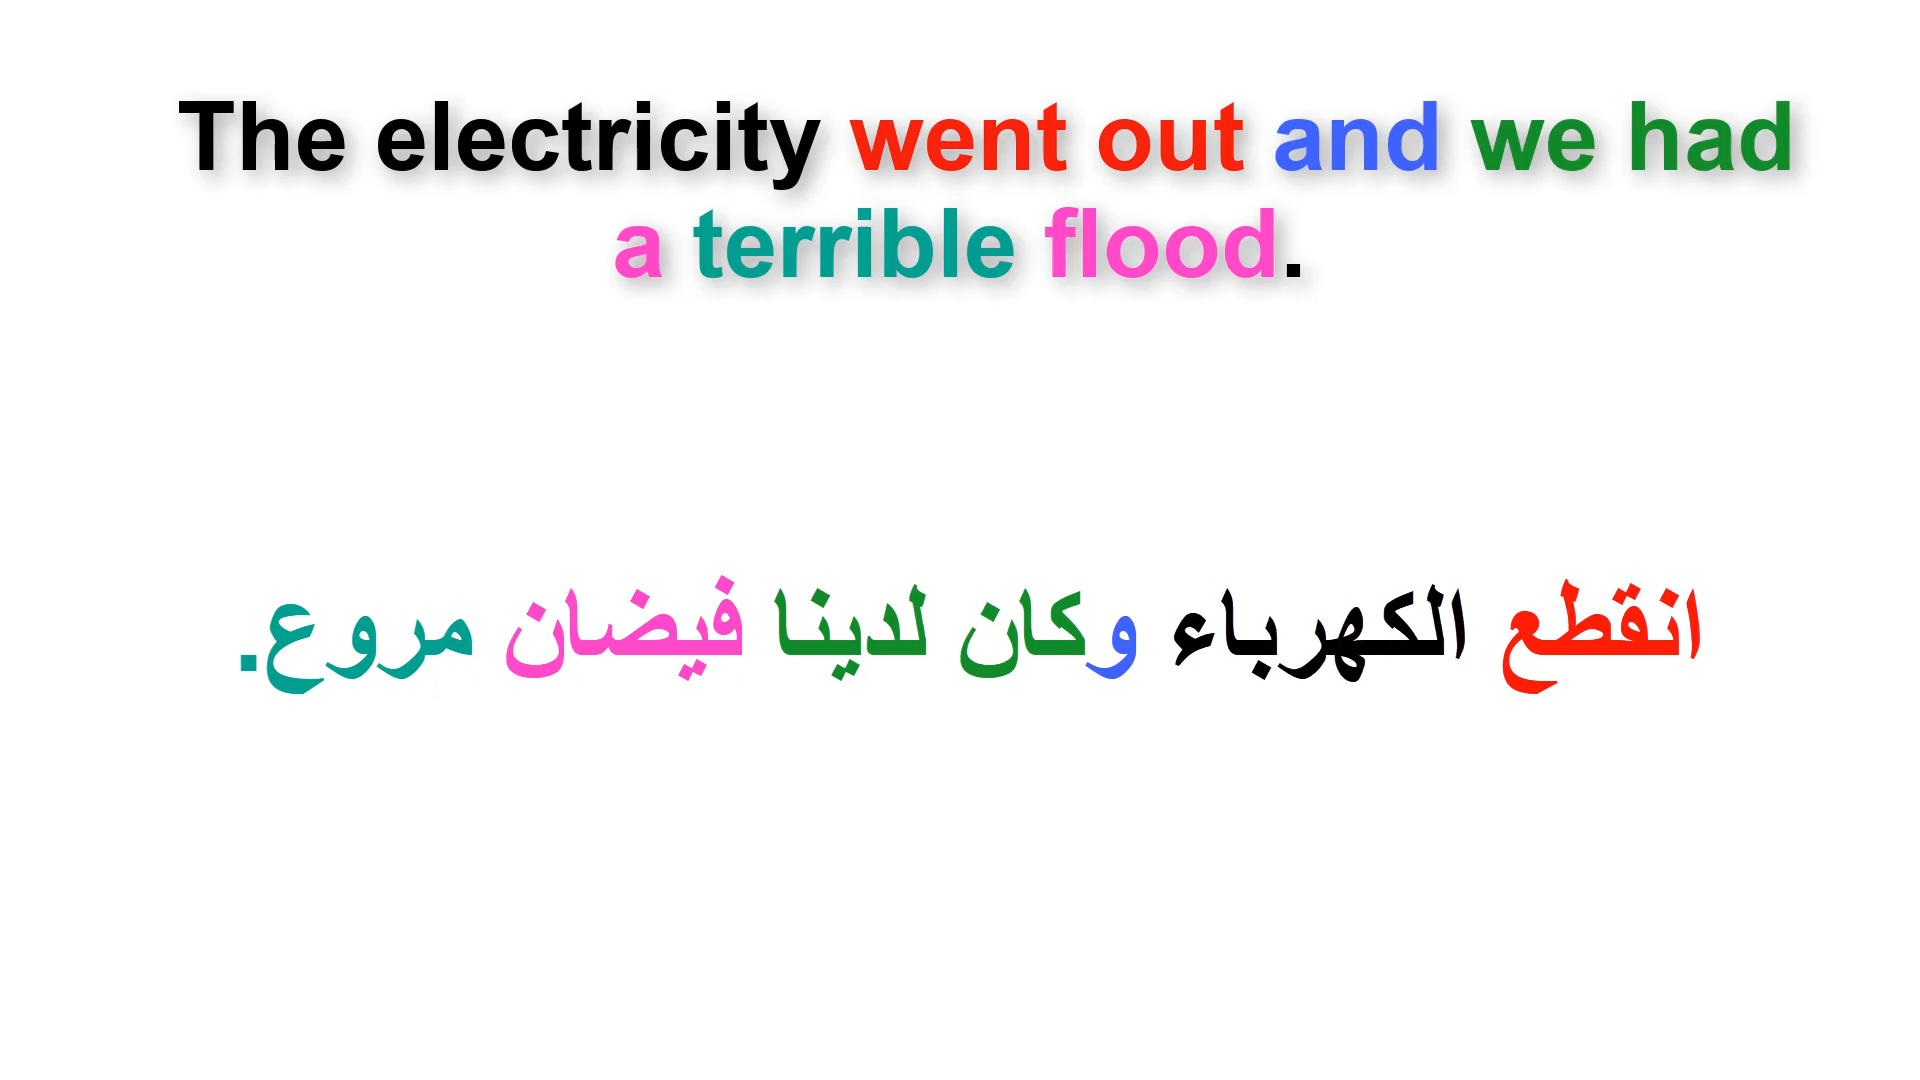 The electricity went out and we had
a terrible flood.
انقطع الكهرباء وكان لدينا فيضان مروع.